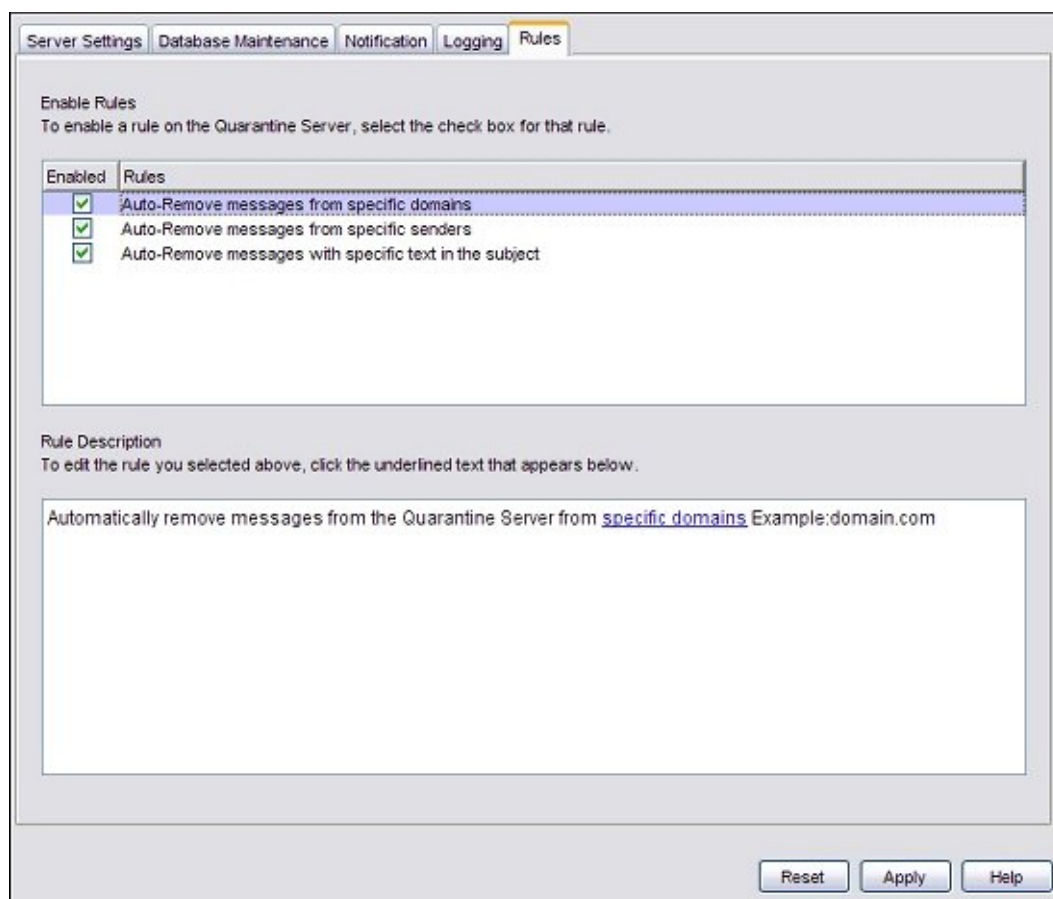 Server Settings Database Maintenance Notification Logging Rules
Enable Rules
To enable a rule on the Quarantine Server, select the check box for that rule.
Enabled Rules
Auto-Remove messages from specific domains
Auto-Remove messages from specific senders
Auto-Remove messages with specific text in the subject
Rule Description
To edit the rule you selected above, click the underlined text that appears below.
Automatically remove messages from the Quarantine Server from specific domains Example:domain.com
Reset Apply Help